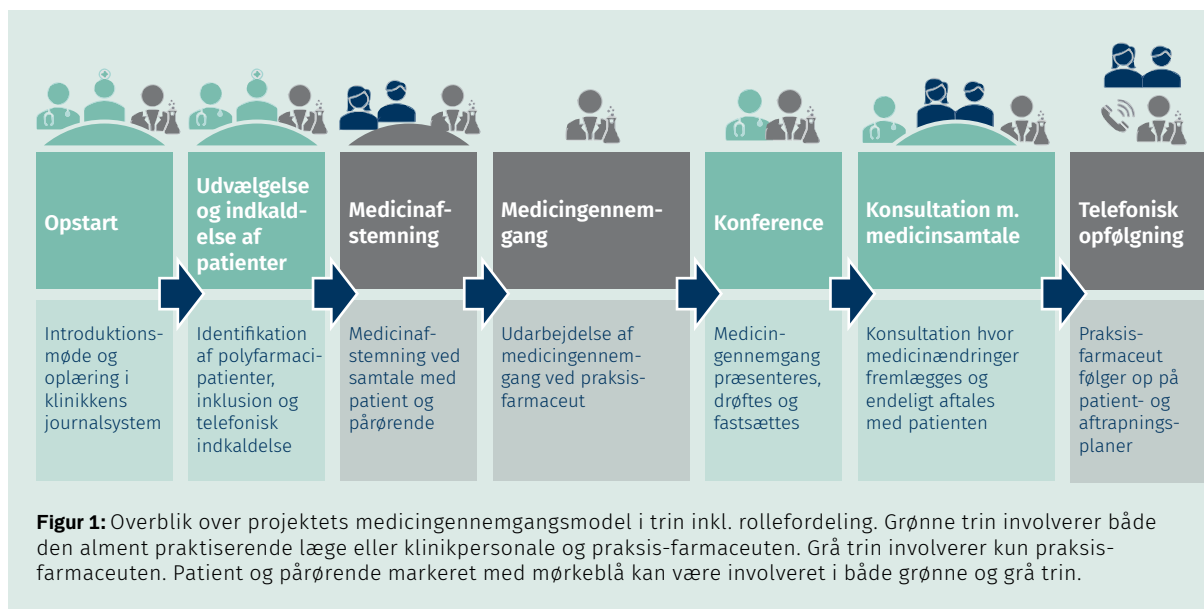 Opstart
Udvælgelse
og indkald-
else af
patienter
Medicinaf-
stemning
Medicingennem-
gang
Konference
Konsultation m.
medicinsamtale
Telefonisk
opfølgning
Introduktions-
møde og
oplæring i
klinikkens
journalsystem
Identifikation
af polyfarmaci-
patienter,
inklusion og
telefonisk
indkaldelse
Medicinaf-
stemning ved
samtale med
patient og
pårørende
Udarbejdelse af
medicingennem-
gang ved praksis-
farmaceut
Medicin-
gennemgang
præsenteres,
drøftes og
fastsættes
Konsultation hvor
medicinændringer
fremlægges og
endeligt aftales
med patienten
Praksis-
farmaceut
følger op på
patient- og
aftrapnings-
planer
Figur 1: Overblik over projektets medicingennemgangsmodel i trin inkl. rollefordeling. Grønne trin involverer både
den alment praktiserende læge eller klinikpersonale og praksis-farmaceuten. Grå trin involverer kun praksis-
farmaceuten. Patient og pårørende markeret med mørkeblå kan være involveret i både grønne og grå trin.